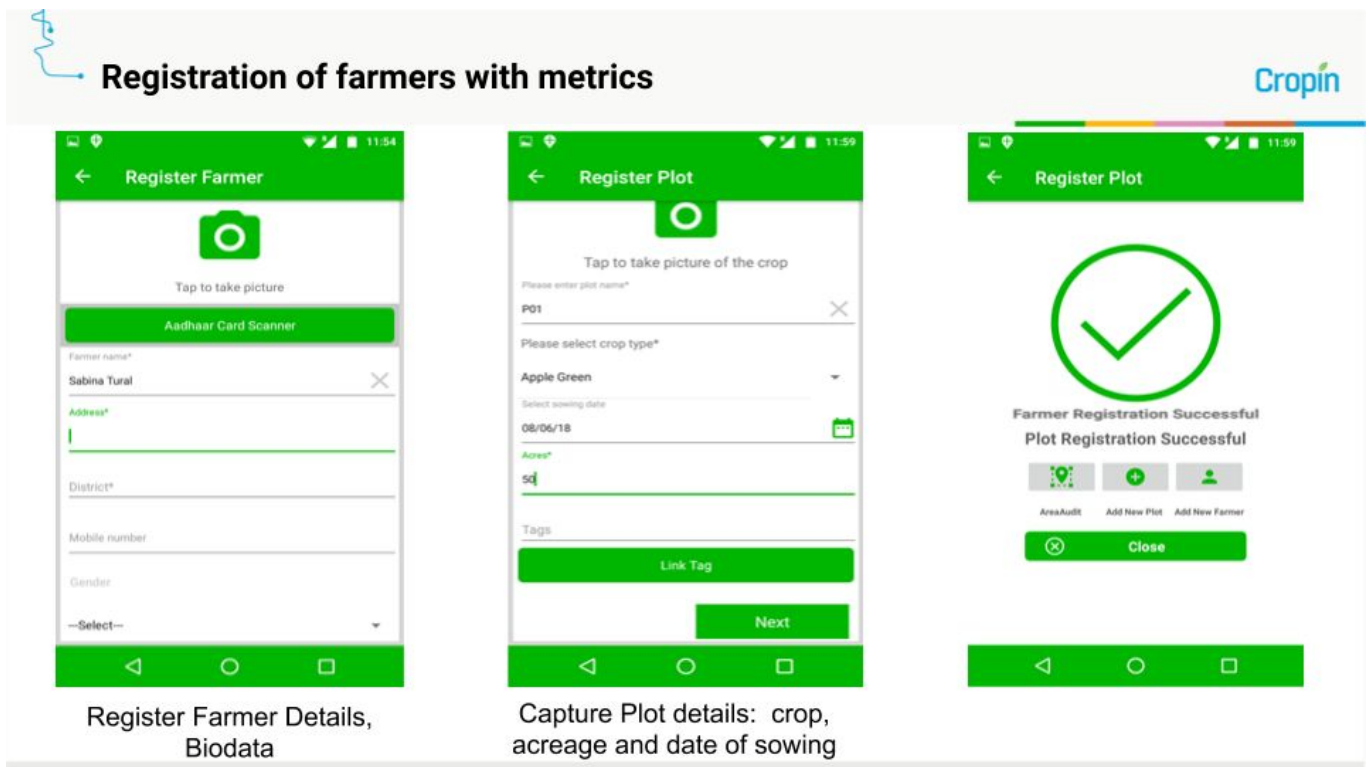 Registration of farmers with metrics
Cropin
11:54
Register Farmer
Tap to take picture
Aadhaar Card Scanner
Farmer name*
Sabina Tural
Address*
District*
Mobile number
Gender
---Select---
Register Farmer Details,
Biodata
11:59
Register Plot
Tap to take picture of the crop
Please enter plot name*
P01
Please select crop type*
Apple Green
Select sowing date
08/06/18
Acres*
50
Tags
Link Tag
Next
Capture Plot details: crop,
acreage and date of sowing
11:59
Register Plot
Farmer Registration Successful
Plot Registration Successful
AreaAudit Add New Plot Add New Farmer
Close